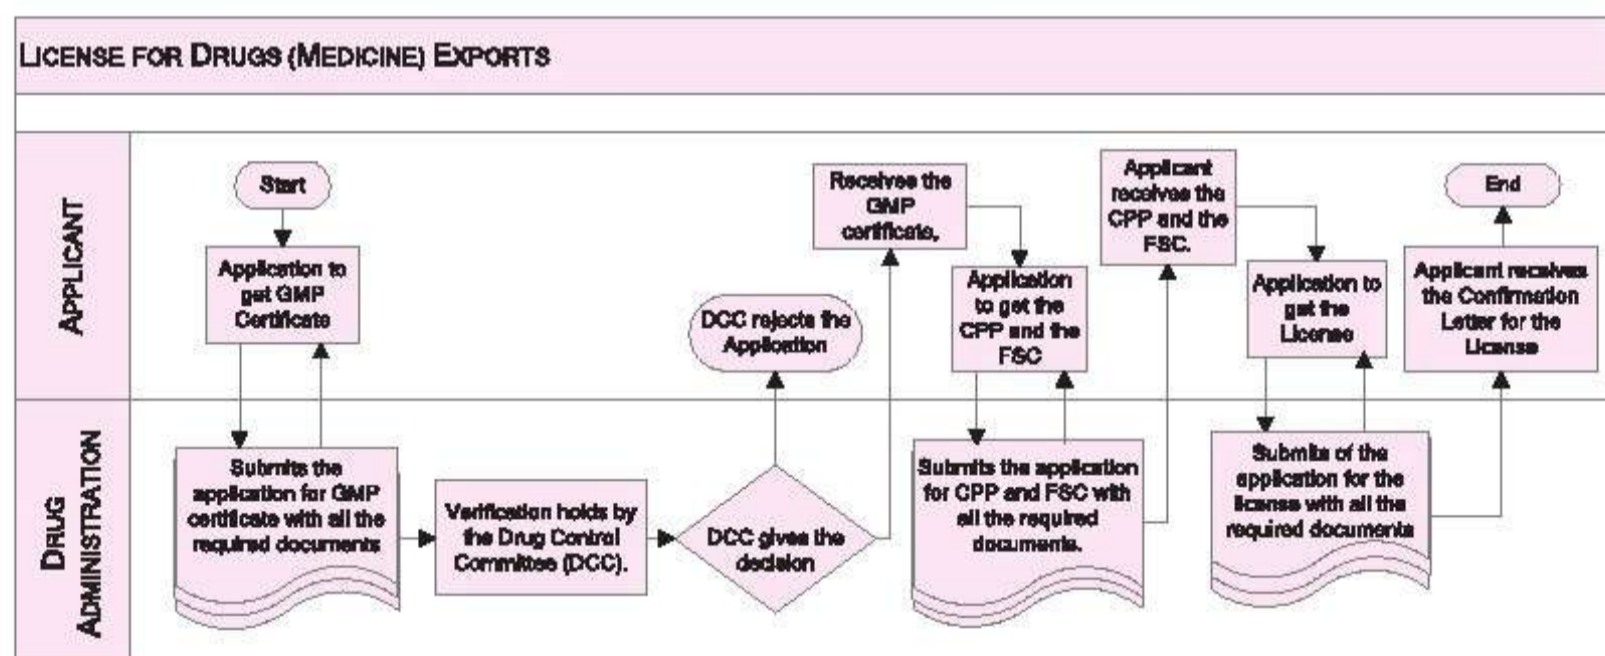 LICENSE FOR DRUGS (MEDICINE) EXPORTS
APPLICANT
Start
Application to
get GMP
Certificate
DCC rejects the
Application
Receives the
GMP
certificate.
Application
to get the
CPP and the
FSC
Applicant
receives the
CPP and the
FSC.
Application to
get the
License
End
Applicant receives
the Confirmation
Letter for the
License
DRUG
ADMINISTRATION
Submits the
application for GMP
certificate with all the
required documents
Verification holds by
the Drug Control
Committee (DCC).
DCC gives the
decision
Submits the application
for CPP and FSC with
all the required
documents.
Submits of the
application for the
license with all the
required documents